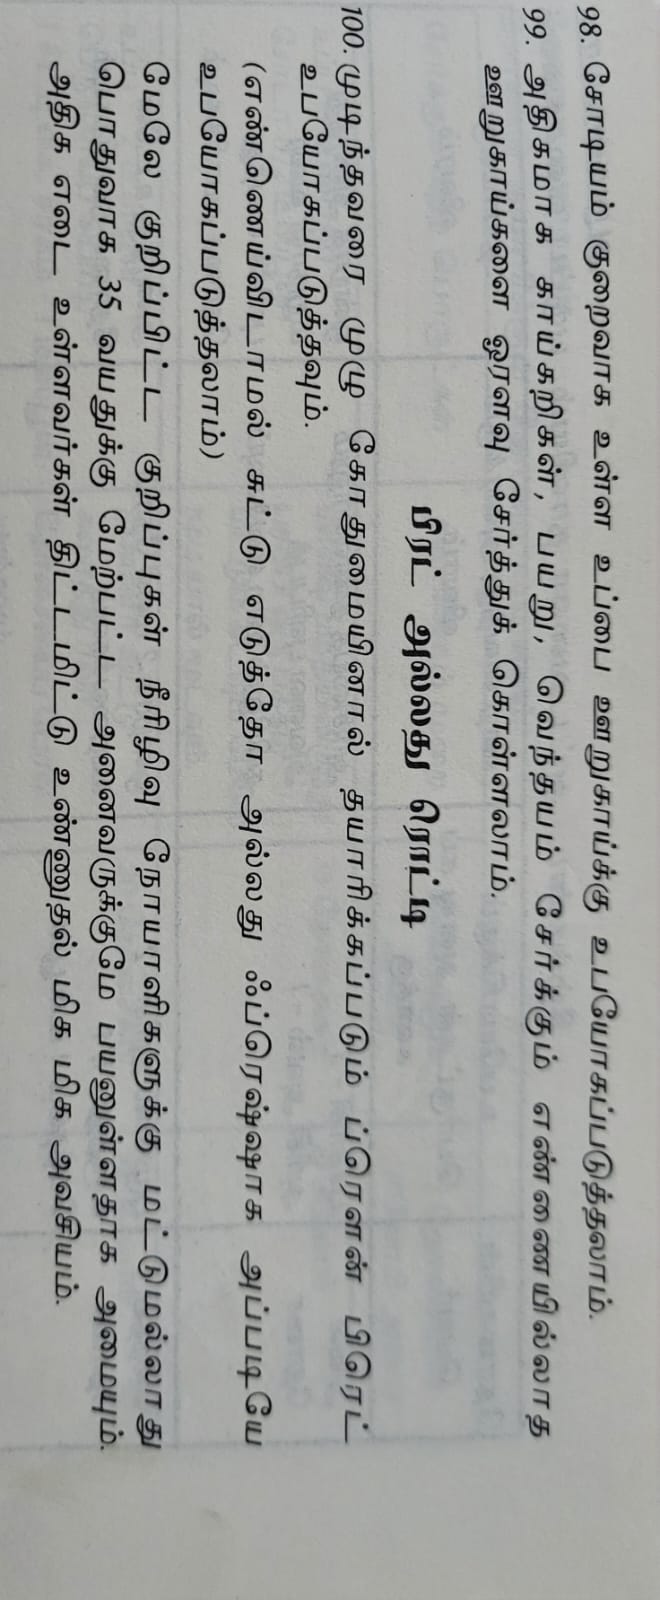 98. சோடியம் குறைவாக உள்ள உப்பை ஊறுகாய்க்கு உபயோகப்படுத்தலாம்.
99. அதிகமாக காய்கறிகள், பயறு, வெந்தயம் சேர்க்கும் எண்ணையில்லாத
ஊறுகாய்களை ஓரளவு சேர்த்துக் கொள்ளலாம்.
பிரட் அல்லது ரொட்டி
100. முடிந்தவரை முழு கோதுமையினால் தயாரிக்கப்படும் ப்ரௌன் பிரெட்
உபயோகப்படுத்தவும்.
(எண்ணெய்விடாமல் சுட்டு எடுத்தோ அல்லது ஃப்ரெஷ்ஷாக அப்படியே
உபயோகப்படுத்தலாம்)
மேலே குறிப்பிட்ட குறிப்புகள் நீரிழிவு நோயாளிகளுக்கு மட்டுமல்லாது
பொதுவாக 35 வயதுக்கு மேற்பட்ட அனைவருக்குமே பயனுள்ளதாக அமையும்.
அதிக எடை உள்ளவர்கள் திட்டமிட்டு உண்ணுதல் மிக மிக அவசியம்.